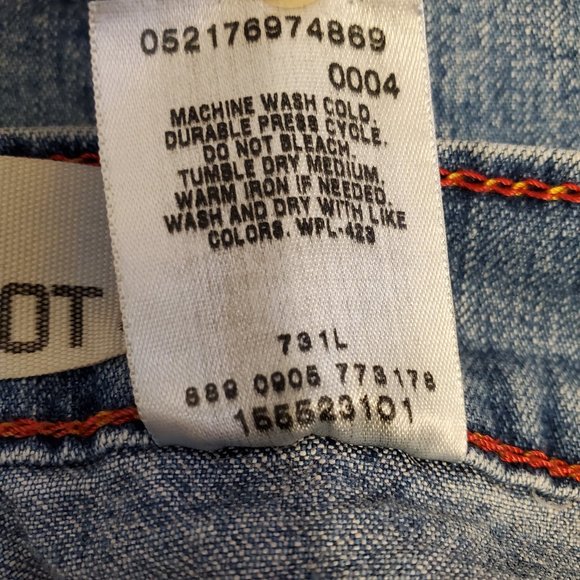 052176974869
0004
MACHINE WASH COLD.
DURABLE PRESS CYCLE.
DO NOT BLEACH.
TUMBLE DRY MEDIUM.
WARM IRON IF NEEDED.
WASH AND DRY WITH LIKE
COLORS. WPL-423
OT
731L
889 0905 773178
155523101